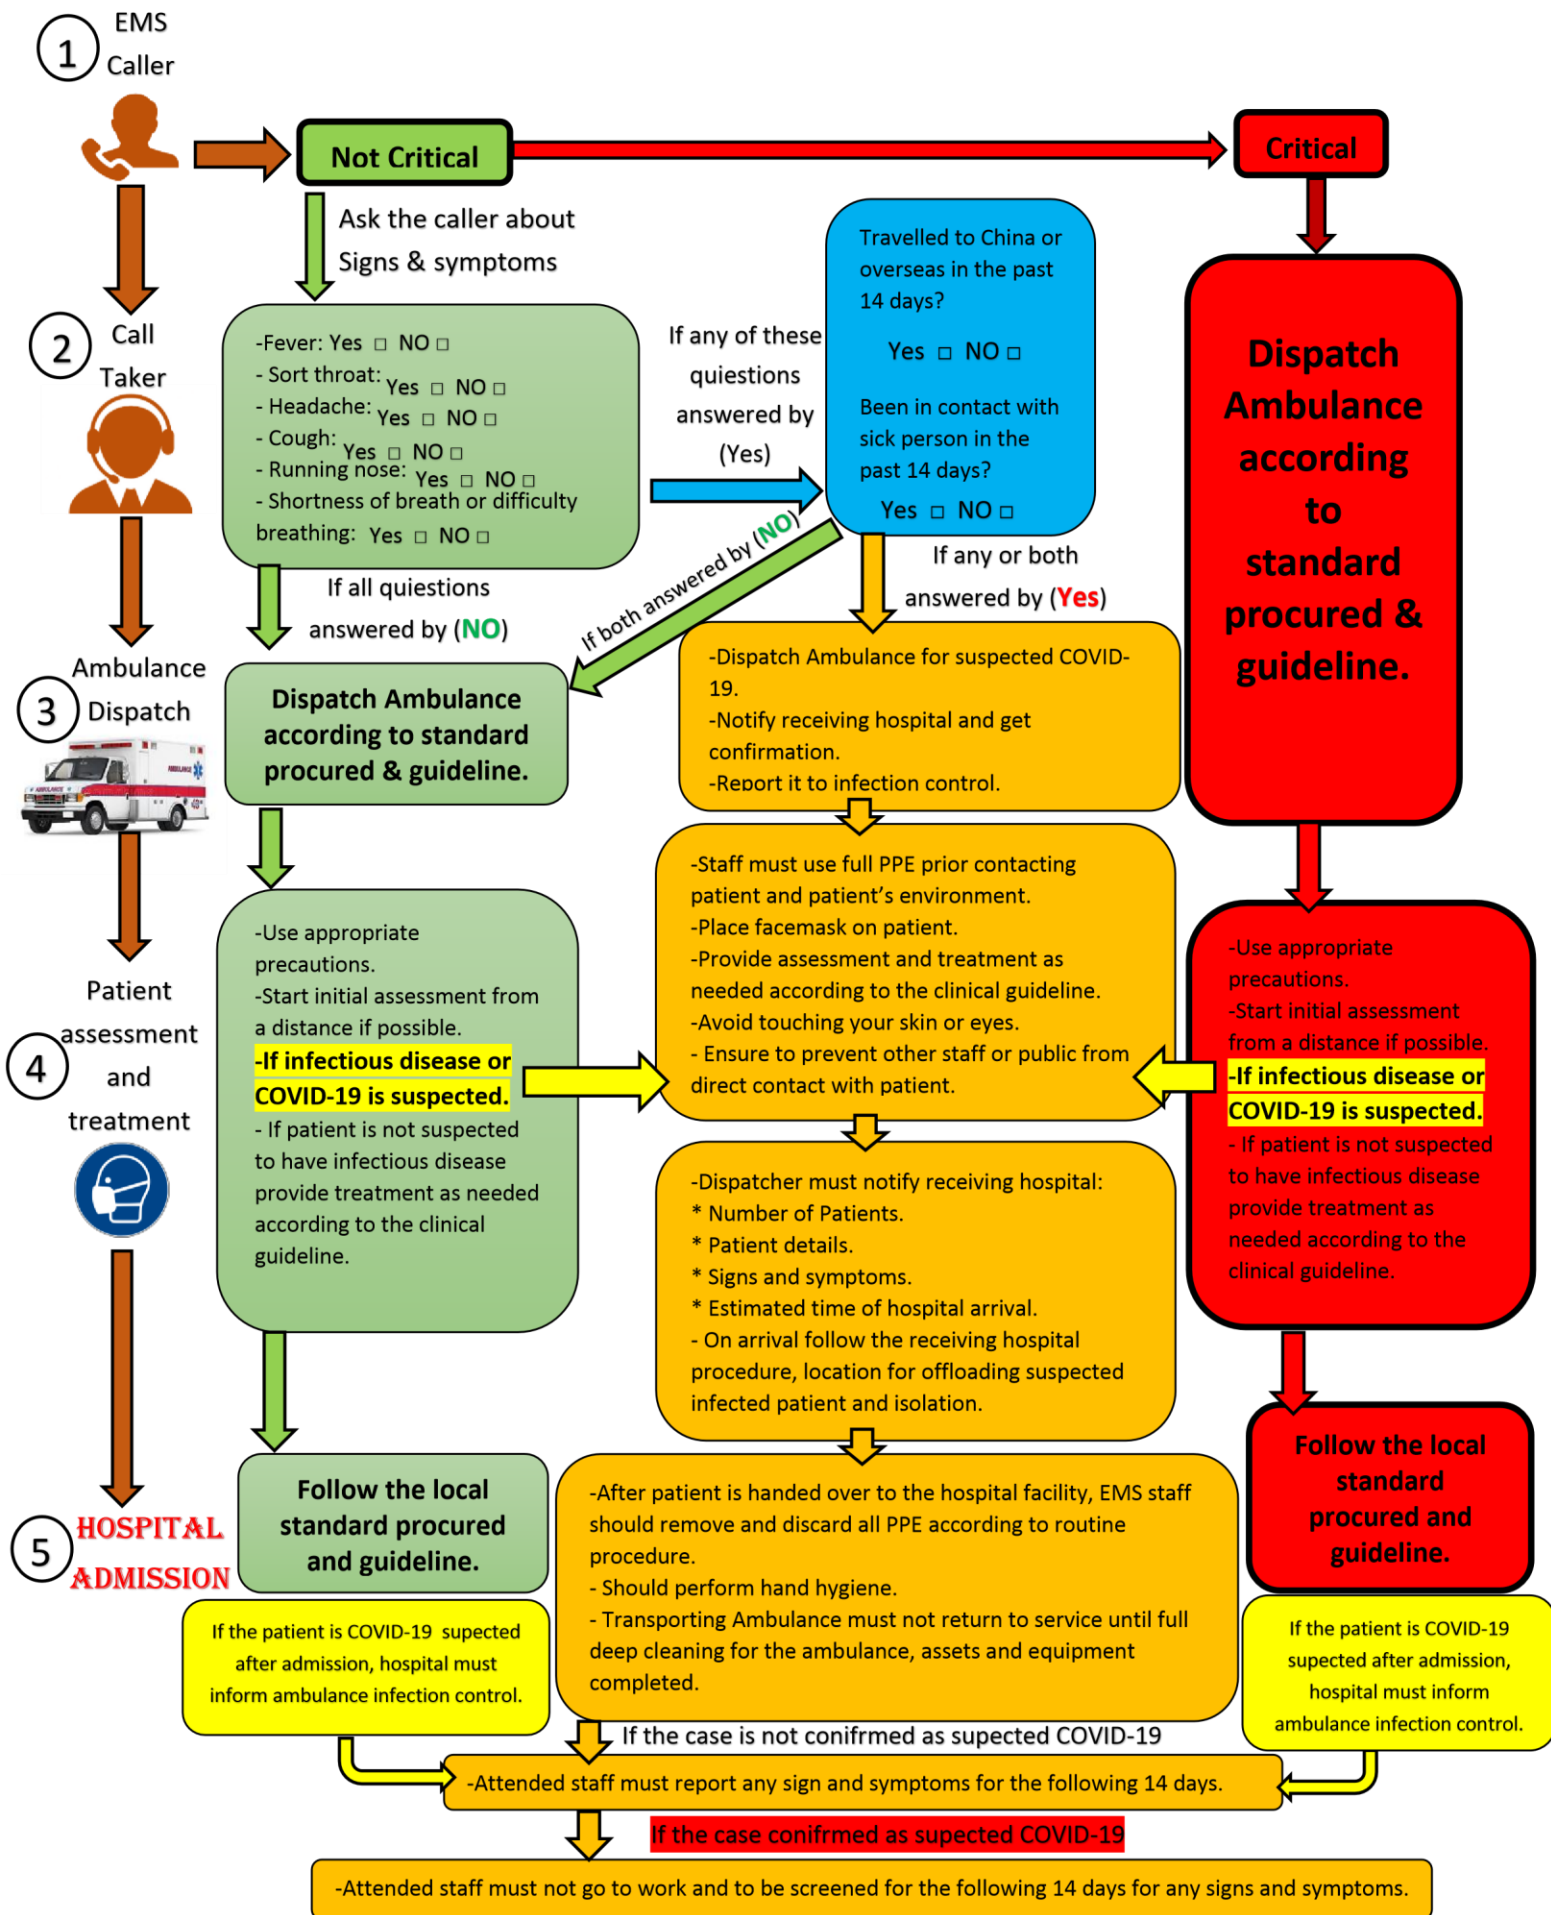 1
EMS
Caller
Not Critical
Critical
Ask the caller about
Signs & symptoms
2
Call
Taker
-Fever: Yes □ NO □
- Sort throat: Yes □ NO □
- Headache: Yes □ NO □
- Cough: Yes □ NO □
- Running nose: Yes □ NO □
- Shortness of breath or difficulty
breathing: Yes □ NO □
If any of these
quiestions
answered by
(Yes)
Travelled to China or
overseas in the past
14 days?
Yes □ NO □
Been in contact with
sick person in the
past 14 days?
Yes □ NO □
Dispatch
Ambulance
according
to
standard
procured &
guideline.
If all quiestions
answered by (NO)
If both answered by (NO)
If any or both
answered by (Yes)
3
Ambulance
Dispatch
AMBULANCE
AMBULANCE
Dispatch Ambulance
according to standard
procured & guideline.
-Dispatch Ambulance for suspected COVID-
19.
-Notify receiving hospital and get
confirmation.
-Report it to infection control.
4
Patient
assessment
and
treatment
-Use appropriate
precautions.
-Start initial assessment from
a distance if possible.
-If infectious disease or
COVID-19 is suspected.
- If patient is not suspected
to have infectious disease
provide treatment as needed
according to the clinical
guideline.
-Staff must use full PPE prior contacting
patient and patient’s environment.
-Place facemask on patient.
-Provide assessment and treatment as
needed according to the clinical guideline.
-Avoid touching your skin or eyes.
- Ensure to prevent other staff or public from
direct contact with patient.
-Use appropriate
precautions.
-Start initial assessment
from a distance if possible.
-If infectious disease or
COVID-19 is suspected.
- If patient is not suspected
to have infectious disease
provide treatment as
needed according to the
clinical guideline.
-Dispatcher must notify receiving hospital:
* Number of Patients.
* Patient details.
* Signs and symptoms.
* Estimated time of hospital arrival.
- On arrival follow the receiving hospital
procedure, location for offloading suspected
infected patient and isolation.
5
HOSPITAL
ADMISSION
Follow the local
standard procured
and guideline.
-After patient is handed over to the hospital facility, EMS staff
should remove and discard all PPE according to routine
procedure.
- Should perform hand hygiene.
- Transporting Ambulance must not return to service until full
deep cleaning for the ambulance, assets and equipment
completed.
Follow the local
standard
procured and
guideline.
If the patient is COVID-19 supected
after admission, hospital must
inform ambulance infection control.
If the patient is COVID-19
supected after admission,
hospital must inform
ambulance infection control.
If the case is not conifrmed as supected COVID-19
-Attended staff must report any sign and symptoms for the following 14 days.
If the case conifrmed as supected COVID-19
-Attended staff must not go to work and to be screened for the following 14 days for any signs and symptoms.